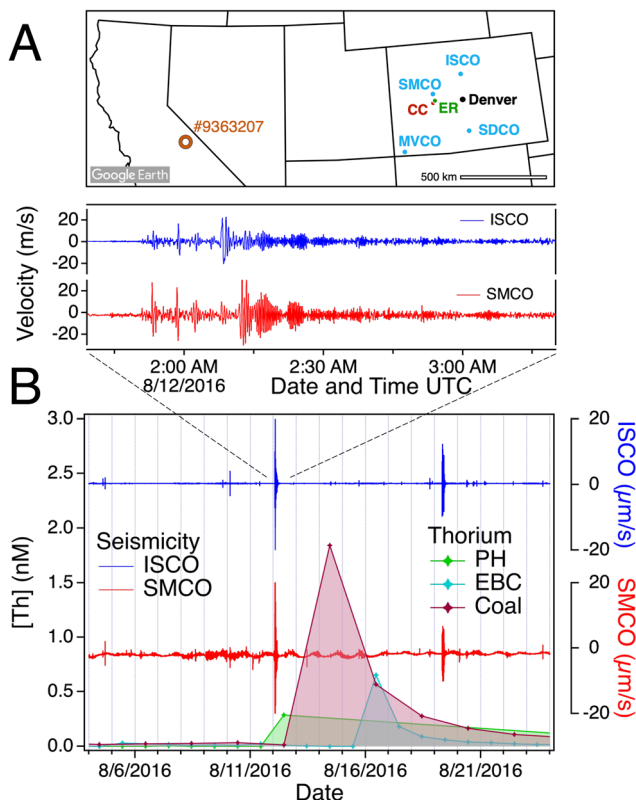 A
ISCO
SMCO
CC ER
Denver
MVCO
SDCO
#9363207
Google Earth
500 km
Velocity (m/s)
20
0
-20
ISCO
20
0
-20
SMCO
2:00 AM
8/12/2016
2:30 AM
3:00 AM
Date and Time UTC
B
[Th] (nM)
3.0
2.5
2.0
1.5
1.0
0.5
0.0
Seismicity
ISCO
SMCO
Thorium
PH
EBC
Coal
20
0
-20
ISCO (µm/s)
20
0
-20
SMCO (µm/s)
8/6/2016
8/11/2016
8/16/2016
8/21/2016
Date